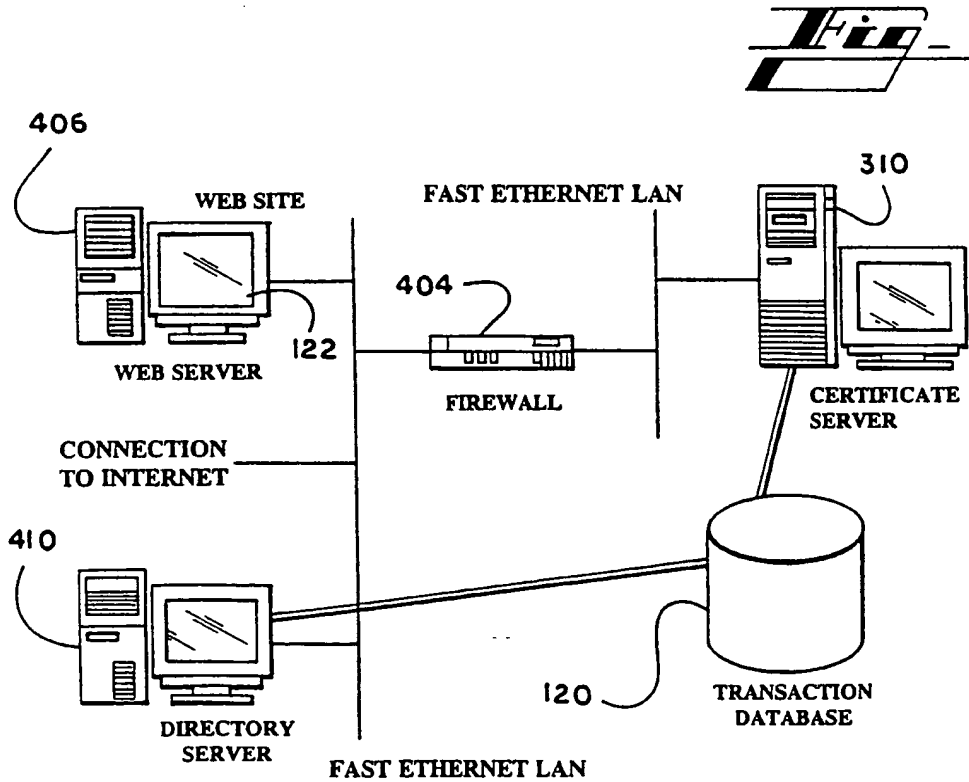 Fig_
406
WEB SITE
FAST ETHERNET LAN
310
404
122
WEB SERVER
FIREWALL
CERTIFICATE
SERVER
CONNECTION
TO INTERNET
410
120
TRANSACTION
DATABASE
DIRECTORY
SERVER
FAST ETHERNET LAN